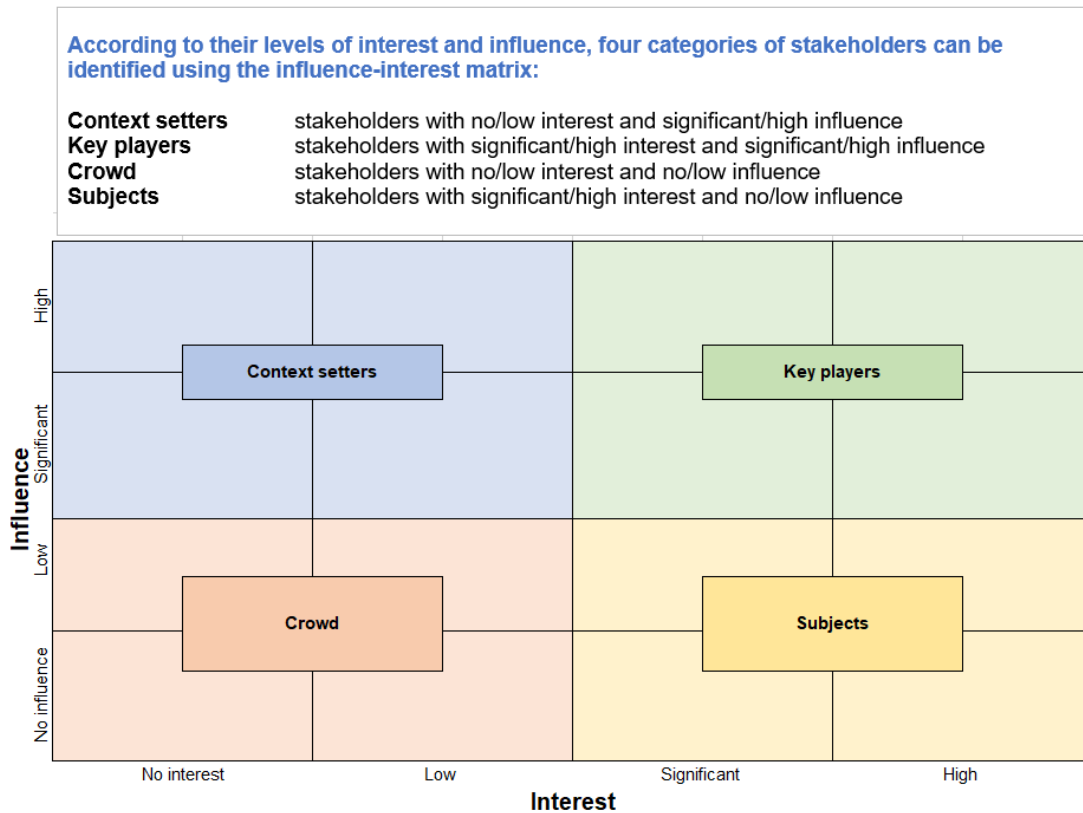 According to their levels of interest and influence, four categories of stakeholders can be
identified using the influence-interest matrix:
Context setters stakeholders with no/low interest and significant/high influence
Key players stakeholders with significant/high interest and significant/high influence
Crowd stakeholders with no/low interest and no/low influence
Subjects stakeholders with significant/high interest and no/low influence
Influence
High
Significant
Low
No influence
Context setters
Key players
Crowd
Subjects
No interest
Low
Significant
High
Interest